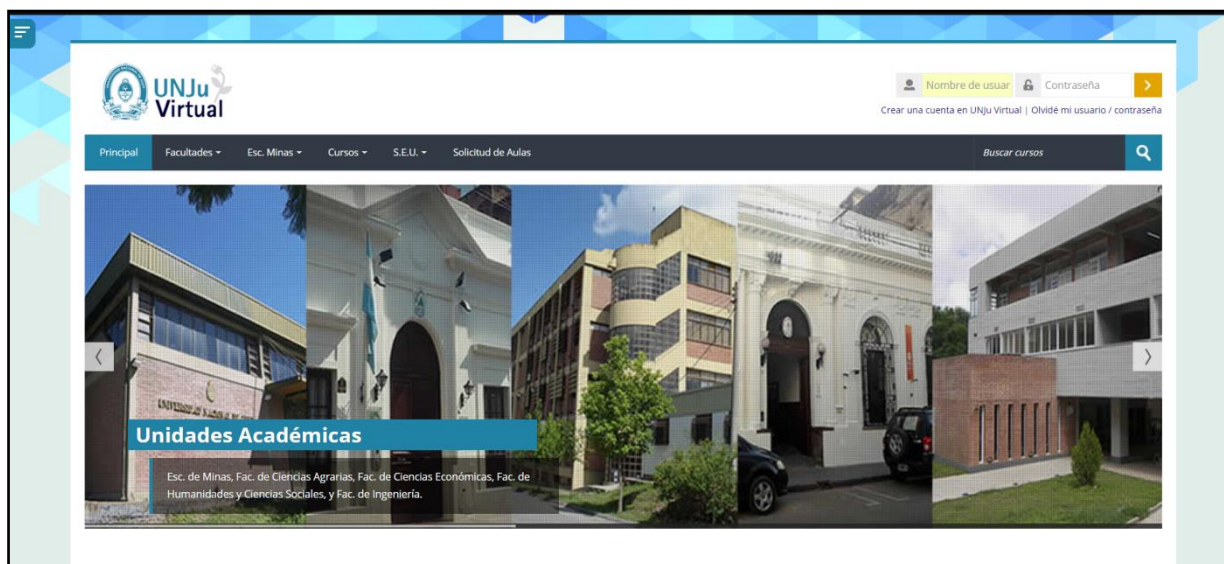 UNJu
Virtual
Nombre de usuar Contraseña
Crear una cuenta en UNJu Virtual | Olvidé mi usuario / contraseña
Principal Facultades Esc. Minas Cursos S.E.U. Solicitud de Aulas Buscar cursos
Unidades Académicas
Esc. de Minas, Fac. de Ciencias Agrarias, Fac. de Ciencias Económicas, Fac. de
Humanidades y Ciencias Sociales, y Fac. de Ingeniería.